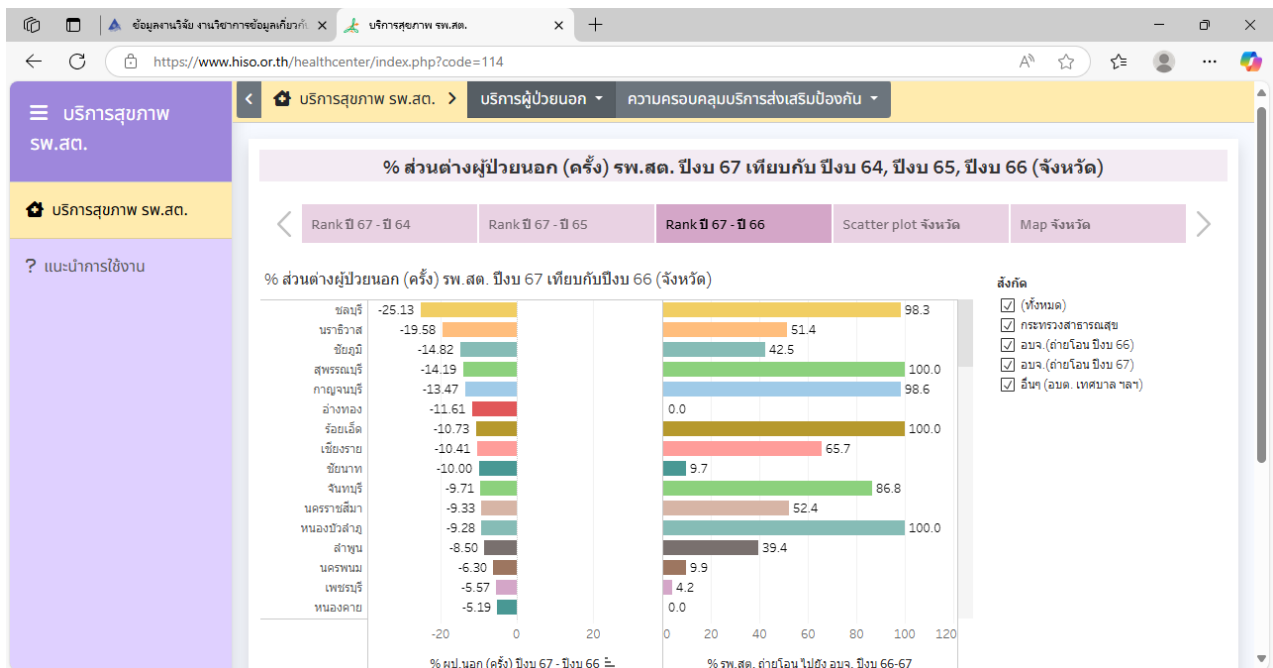 ข้อมูลงานวิจัย งานวิชาการข้อมูลเกี่ยวกั
บริการสุขภาพ รพ.สต.
https://www.hiso.or.th/healthcenter/index.php?code=114
บริการสุขภาพ
รพ.สต.
บริการสุขภาพ รพ.สต.
บริการผู้ป่วยนอก
ความครอบคลุมบริการส่งเสริมป้องกัน
บริการสุขภาพ รพ.สต.
? แนะนำการใช้งาน
% ส่วนต่างผู้ป่วยนอก (ครั้ง) รพ.สต. ปีงบ 67 เทียบกับ ปีงบ 64, ปีงบ 65, ปีงบ 66 (จังหวัด)
Rank ปี 67 - ปี 64
Rank ปี 67 - ปี 65
Rank ปี 67 - ปี 66
Scatter plot จังหวัด
Map จังหวัด
% ส่วนต่างผู้ป่วยนอก (ครั้ง) รพ.สต. ปีงบ 67 เทียบกับปีงบ 66 (จังหวัด)
ชลบุรี -25.13 98.3
นราธิวาส -19.58 51.4
ชัยภูมิ -14.82 42.5
สุพรรณบุรี -14.19 100.0
กาญจนบุรี -13.47 98.6
อ่างทอง -11.61 0.0
ร้อยเอ็ด -10.73 100.0
เชียงราย -10.41 65.7
ชัยนาท -10.00 9.7
จันทบุรี -9.71 86.8
นครราชสีมา -9.33 52.4
หนองบัวลำภู -9.28 100.0
ลำพูน -8.50 39.4
นครพนม -6.30 9.9
เพชรบุรี -5.57 4.2
หนองคาย -5.19 0.0
-20 0 20 0 20 40 60 80 100 120
% ผป.นอก (ครั้ง) ปีงบ 67 - ปีงบ 66
% รพ.สต. ถ่ายโอน ไปยัง อบจ. ปีงบ 66-67
สังกัด
(ทั้งหมด)
กระทรวงสาธารณสุข
อบจ.(ถ่ายโอน ปีงบ 66)
อบจ.(ถ่ายโอน ปีงบ 67)
อื่นๆ (อบต. เทศบาล ฯลฯ)